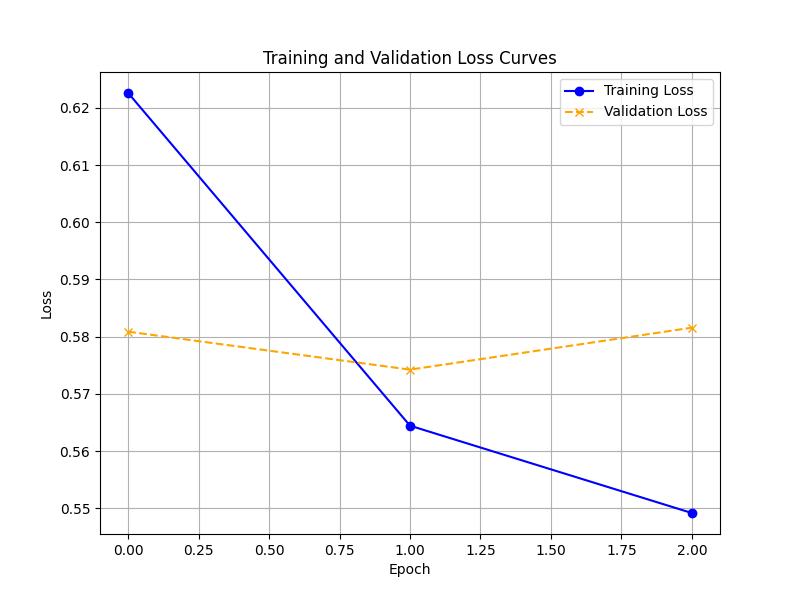 Training and Validation Loss Curves
Training Loss
Validation Loss
0.62
0.61
0.60
0.59
0.58
0.57
0.56
0.55
Loss
0.00 0.25 0.50 0.75 1.00 1.25 1.50 1.75 2.00
Epoch